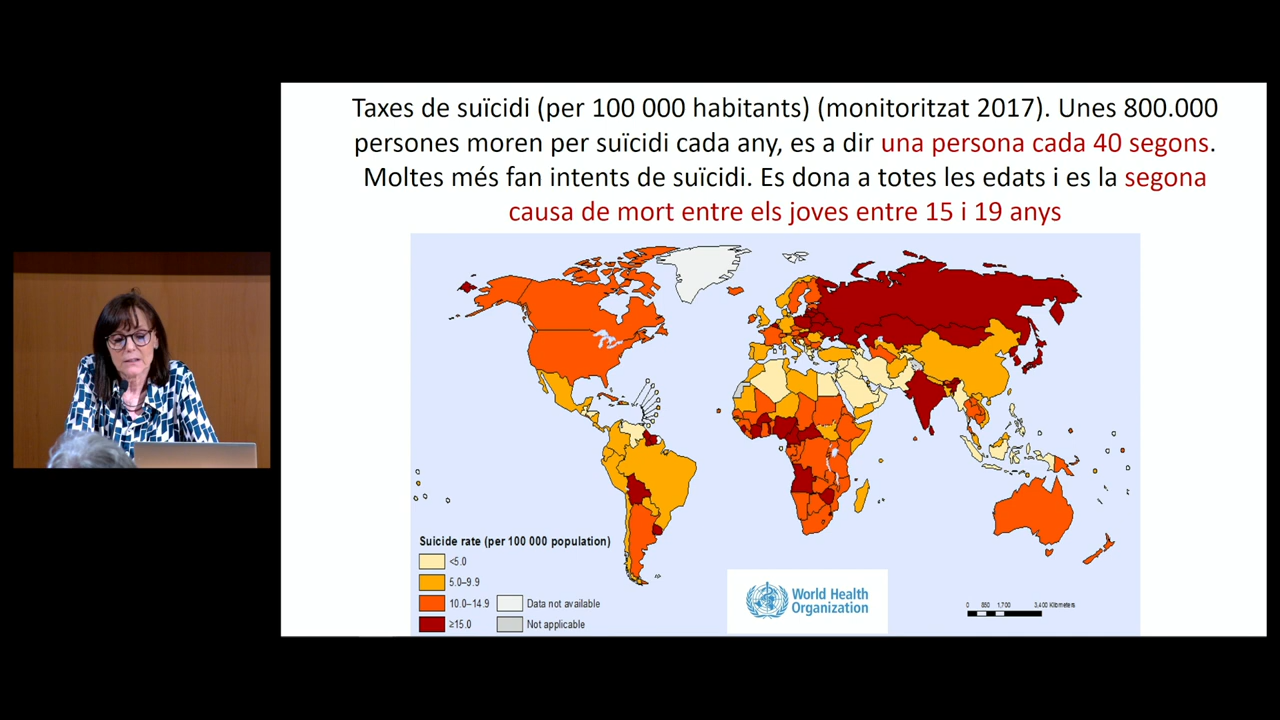 Taxes de suïcidi (per 100 000 habitants) (monitoritzat 2017). Unes 800.000
persones moren per suïcidi cada any, es a dir una persona cada 40 segons.
Moltes més fan intents de suïcidi. Es dona a totes les edats i es la segona
causa de mort entre els joves entre 15 i 19 anys
Suicide rate (per 100 000 population)
<5.0
5.0–9.9
10.0–14.9
≥15.0
Data not available
Not applicable
World Health
Organization
0 850 1,700 3,400 Kilometers